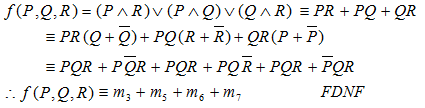 f(P,Q,R) = (P ∧ R) ∨ (P ∧ Q) ∨ (Q ∧ R) ≡ PR + PQ + QR
≡ PR(Q + Q̅) + PQ(R + R̅) + QR(P + P̅)
≡ PQR + PQ̅R + PQR + PQR̅ + PQR + P̅QR
∴ f(P,Q,R) ≡ m₃ + m₅ + m₆ + m₇ FDNF